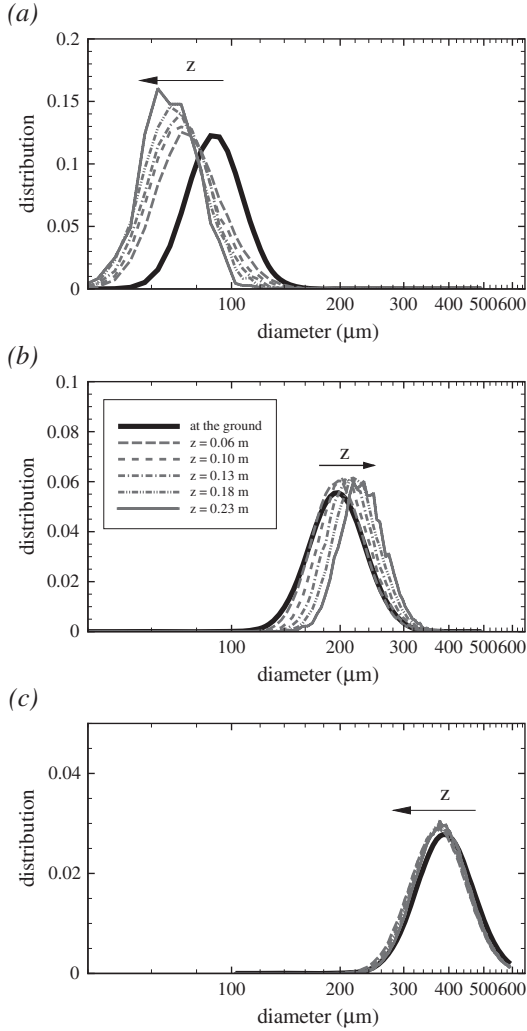 (a)
z
0.2
0.15
0.1
0.05
0
distribution
100 200 300 400 500 600
diameter (μm)
(b)
0.1
0.08
0.06
0.04
0.02
0
distribution
at the ground
z = 0.06 m
z = 0.10 m
z = 0.13 m
z = 0.18 m
z = 0.23 m
z
100 200 300 400 500 600
diameter (μm)
(c)
z
0.04
0.02
0
distribution
100 200 300 400 500 600
diameter (μm)